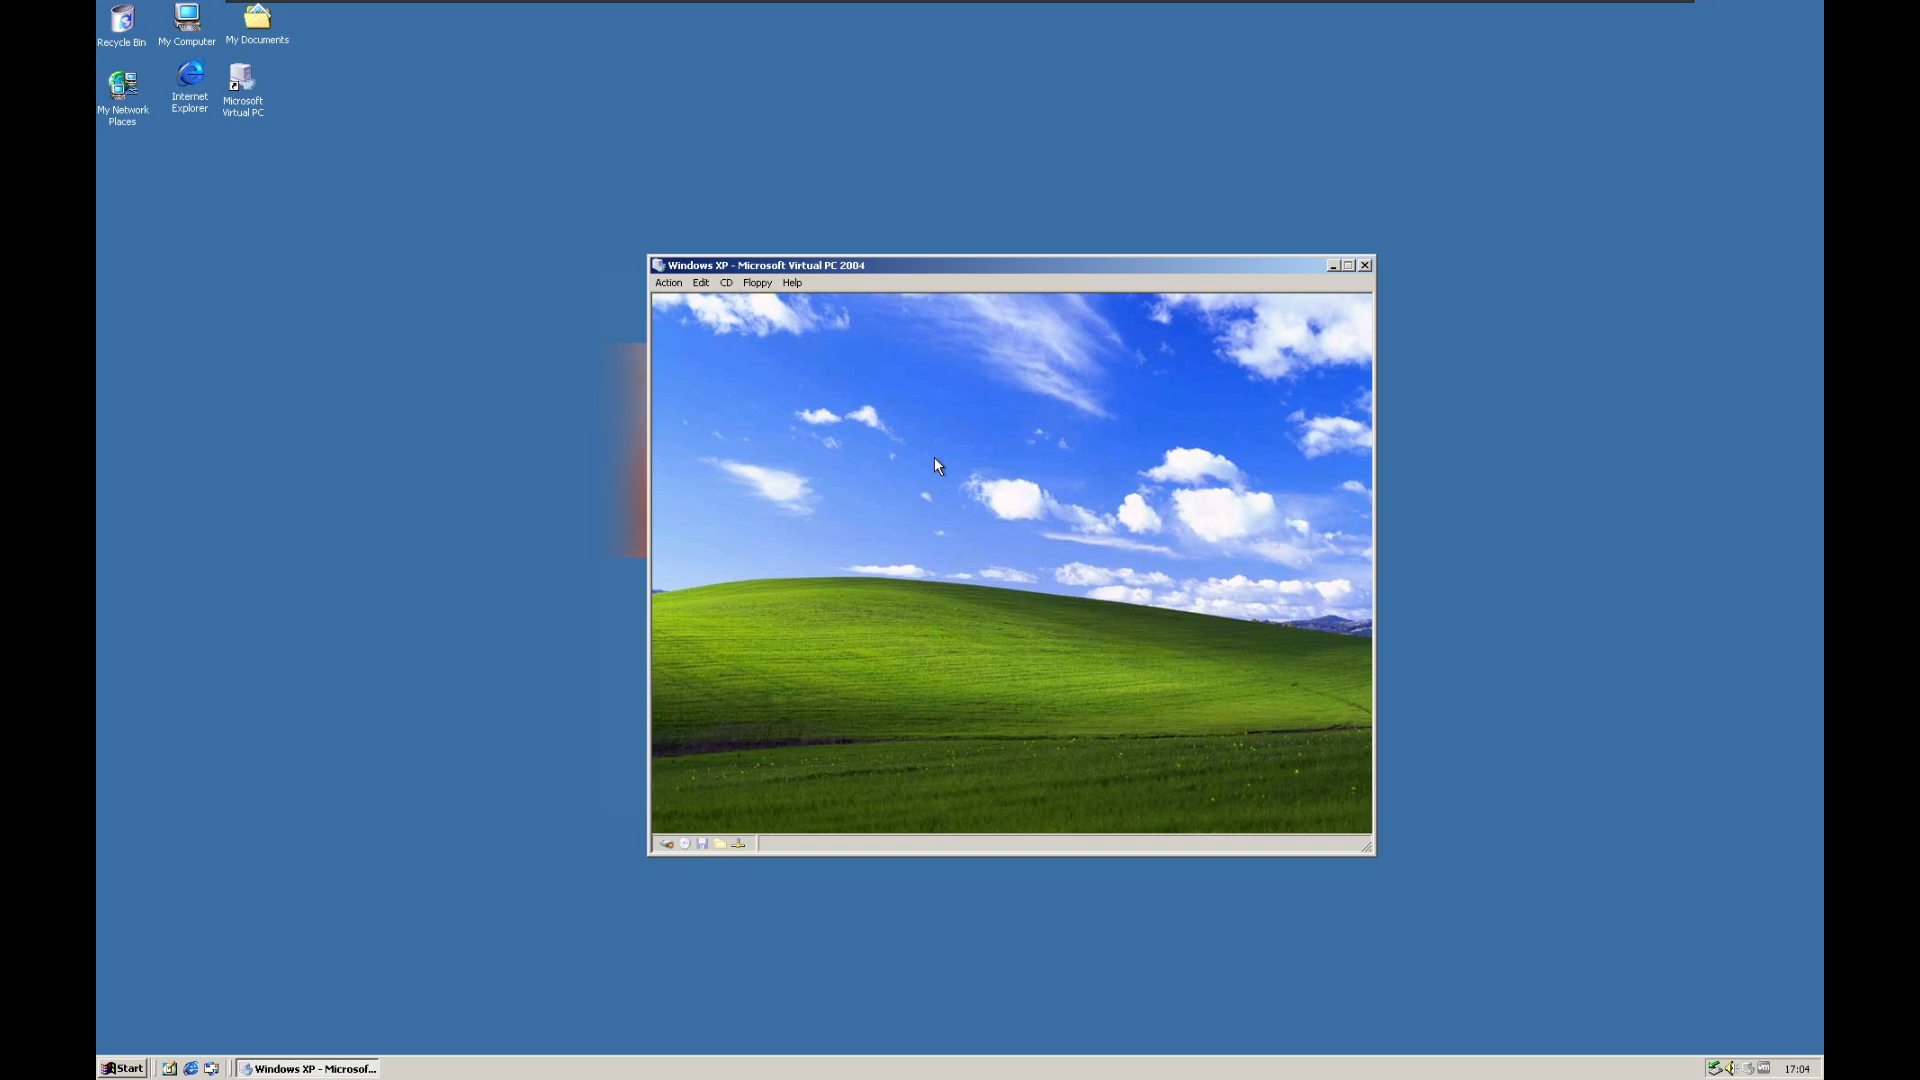 Recycle Bin
My Computer
My Documents
My Network
Places
Internet
Explorer
Microsoft
Virtual PC
Windows XP - Microsoft Virtual PC 2004
Action Edit CD Floppy Help
Start
Windows XP - Microsof...
17:04